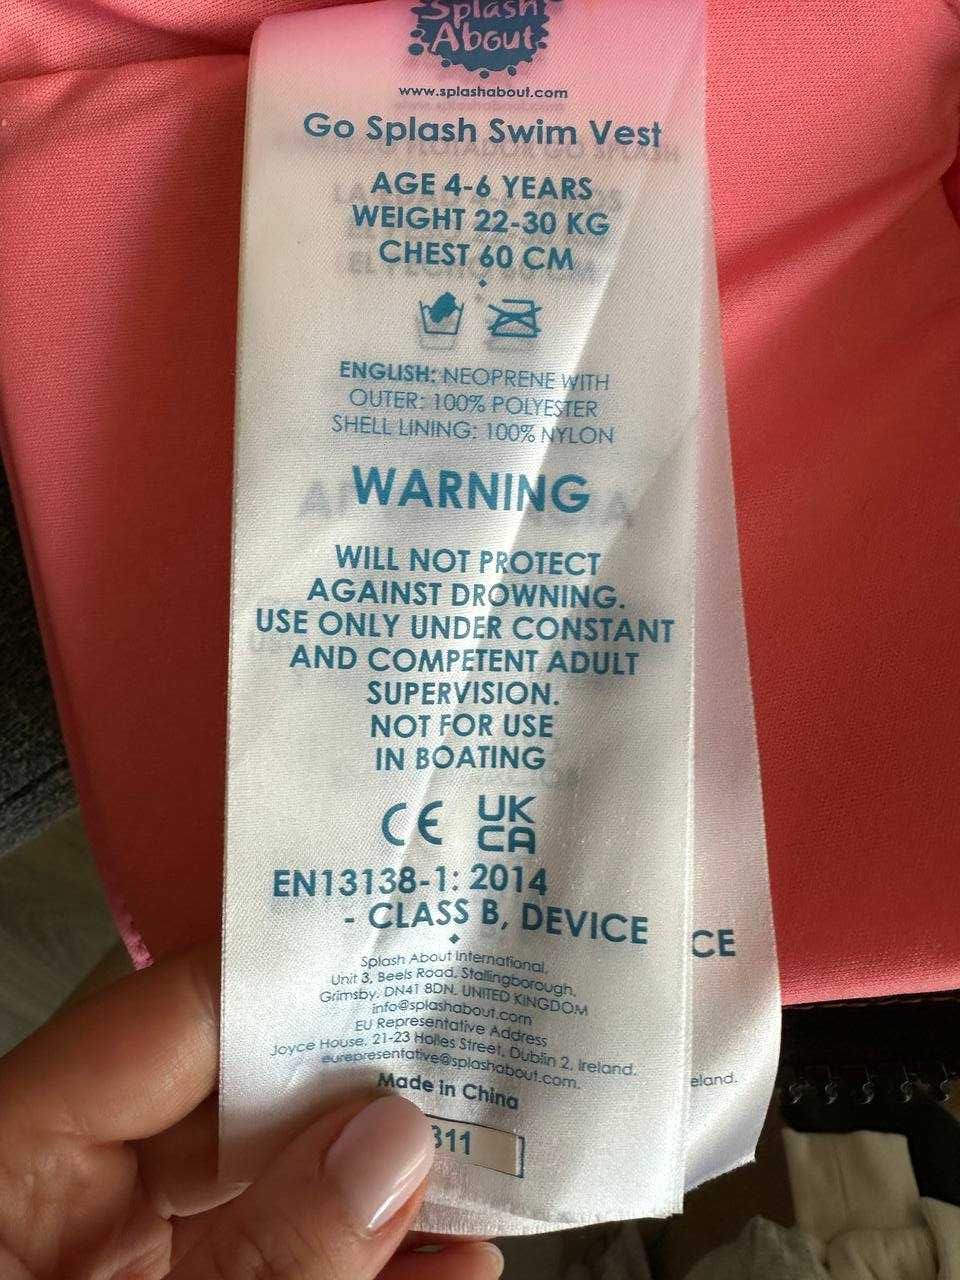 Splash
About
www.splashabout.com
Go Splash Swim Vest
AGE 4-6 YEARS
WEIGHT 22-30 KG
CHEST 60 CM
ENGLISH: NEOPRENE WITH
OUTER: 100% POLYESTER
SHELL LINING: 100% NYLON
WARNING
WILL NOT PROTECT
AGAINST DROWNING.
USE ONLY UNDER CONSTANT
AND COMPETENT ADULT
SUPERVISION.
NOT FOR USE
IN BOATING
CE UK
CA
EN13138-1: 2014
- CLASS B, DEVICE
CE
Splash About International,
Unit 3, Beels Road, Stallingborough,
Grimsby, DN41 8DN, UNITED KINGDOM
info@splashabout.com
EU Representative Address
Joyce House, 21-23 Holles Street, Dublin 2, Ireland.
eurepresentative@splashabout.com.
eland.
Made in China
311